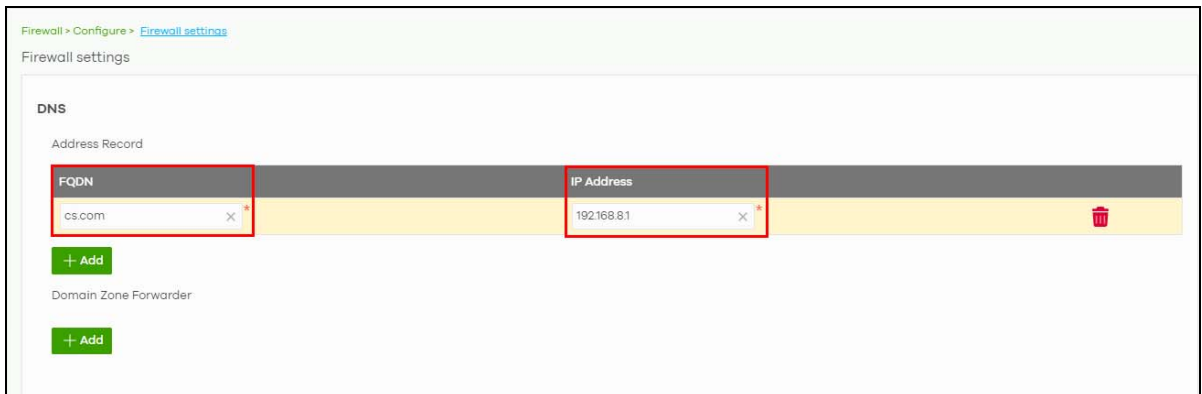 Firewall > Configure > Firewall settings
Firewall settings
DNS
Address Record
FQDN IP Address
cs.com × * 192.168.8.1 × *
+ Add
Domain Zone Forwarder
+ Add